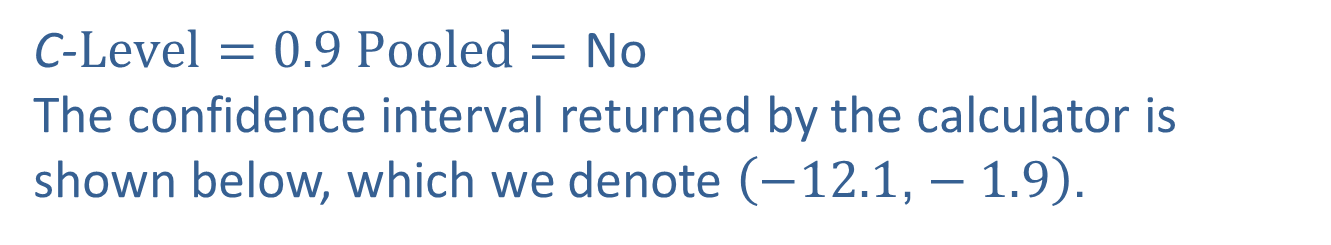 C-Level = 0.9 Pooled = No
The confidence interval returned by the calculator is
shown below, which we denote (−12.1, − 1.9).